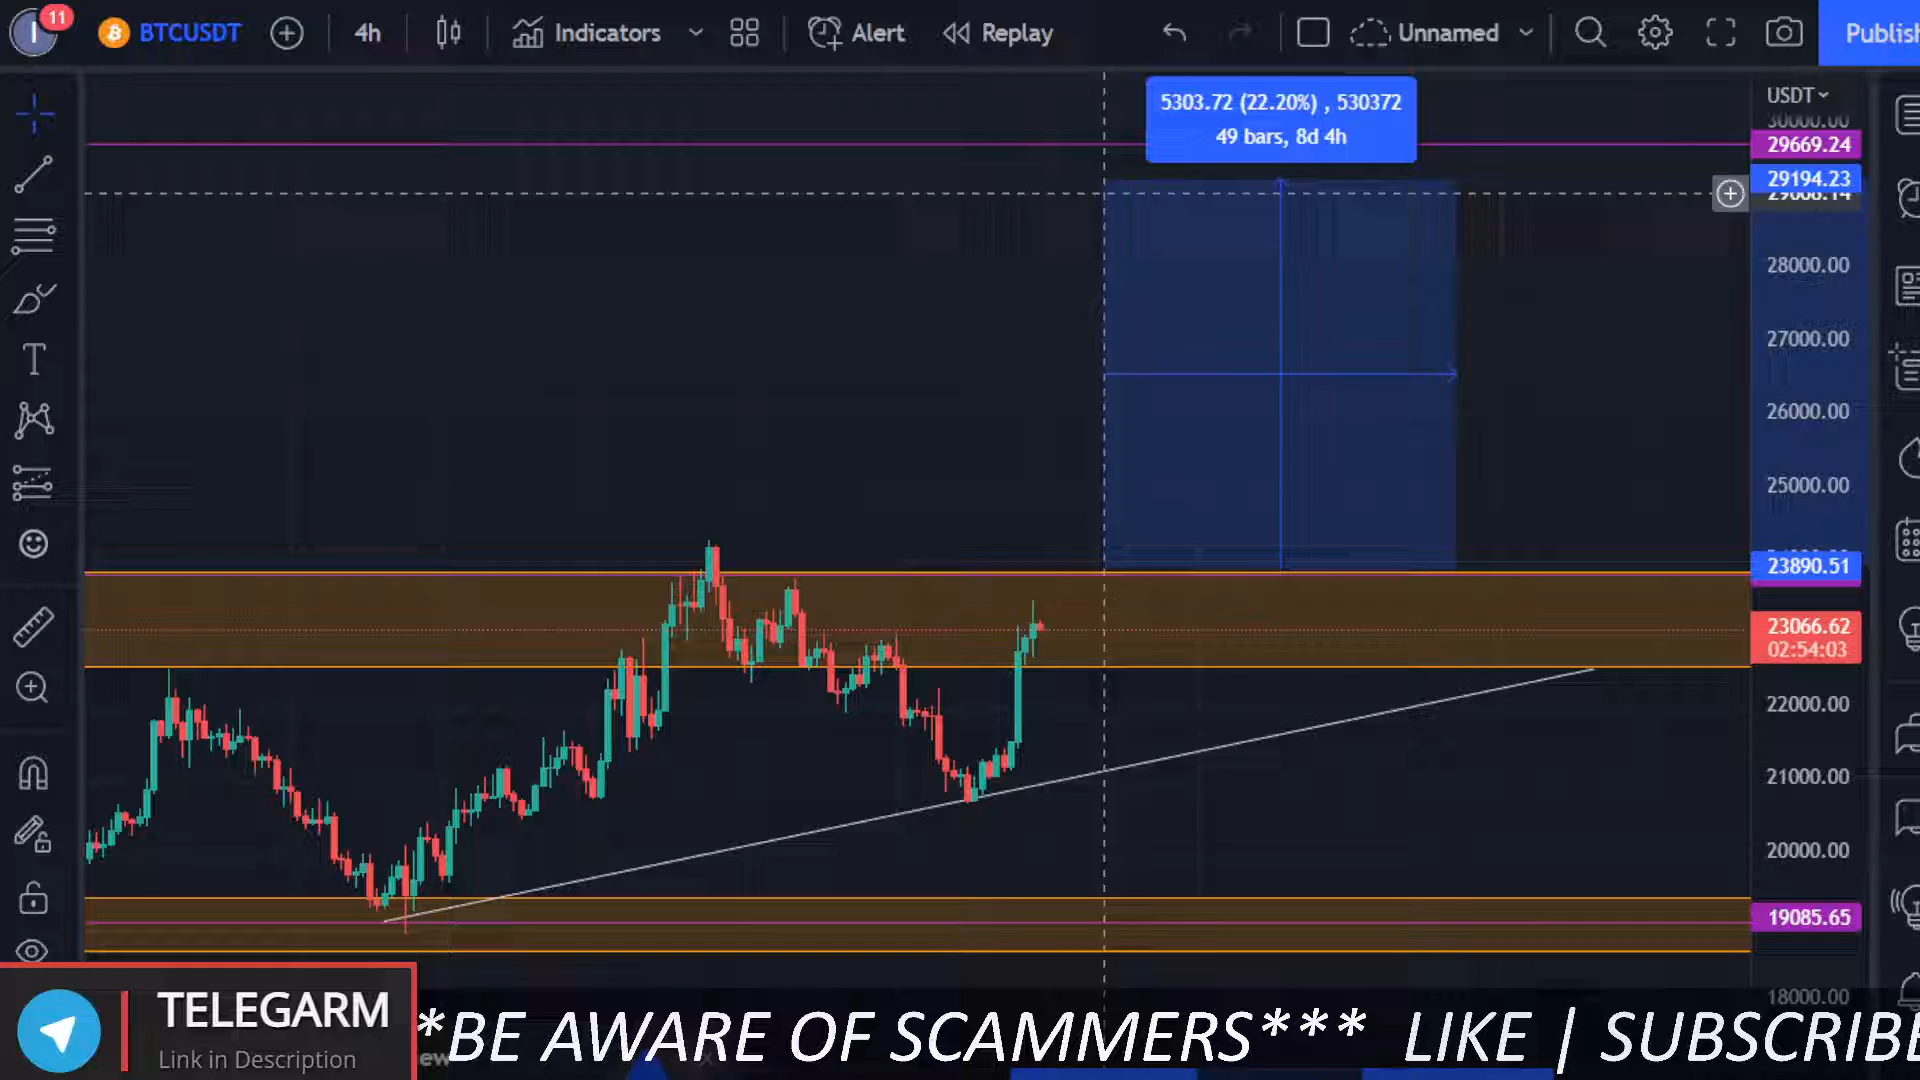 11
I
BTCUSDT
4h
Indicators
Alert
Replay
Unnamed
Publish
5303.72 (22.20%) , 530372
49 bars, 8d 4h
USDT
30000.00
29669.24
29194.23
28000.00
27000.00
26000.00
25000.00
23890.51
23066.62
02:54:03
22000.00
21000.00
20000.00
19085.65
18000.00
TELEGARM
Link in Description
*BE AWARE OF SCAMMERS*** LIKE | SUBSCRIBE